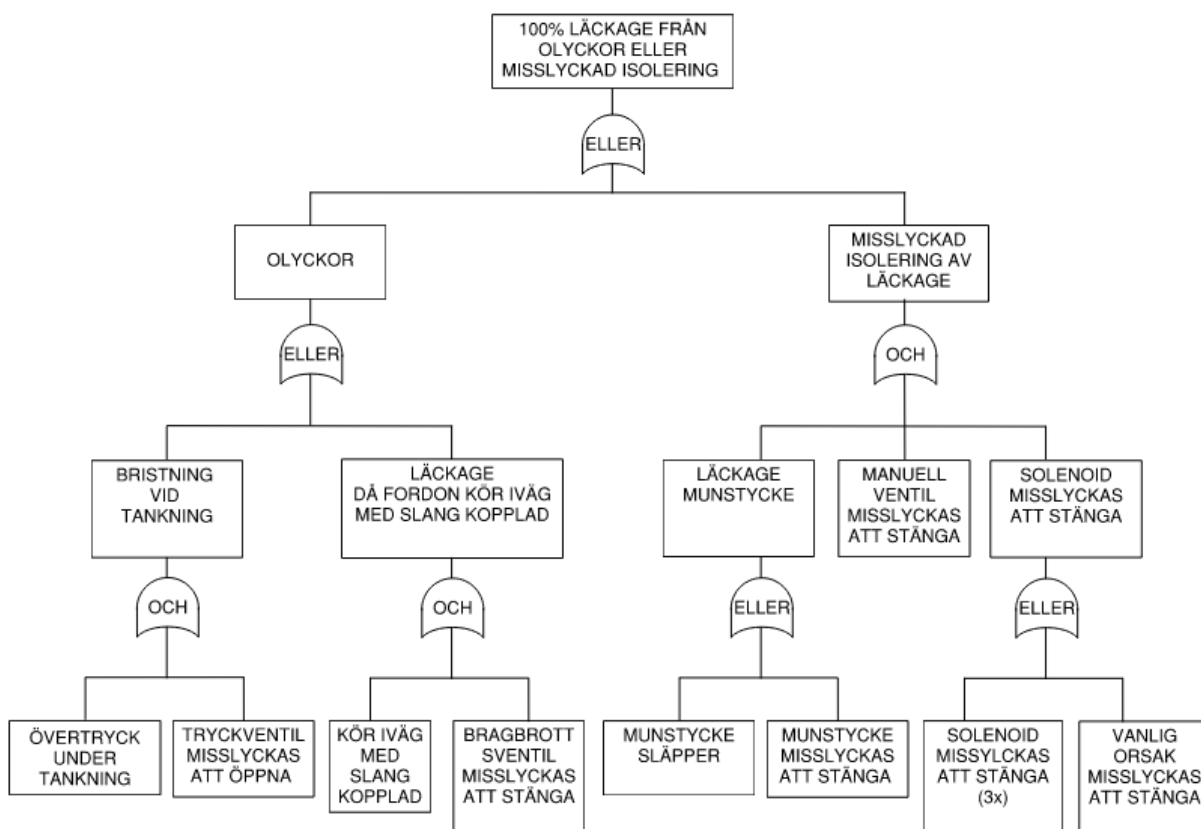 100% LÄCKAGE FRÅN
OLYCKOR ELLER
MISSLYCKAD ISOLERING
ELLER
OLYCKOR
MISSLYCKAD
ISOLERING AV
LÄCKAGE
ELLER
OCH
BRISTNING
VID
TANKNING
LÄCKAGE
DÅ FORDON KÖR IVÄG
MED SLANG KOPPLAD
LÄCKAGE
MUNSTYCKE
MANUELL
VENTIL
MISSLYCKAS
ATT STÄNGA
SOLENOID
MISSLYCKAS
ATT STÄNGA
OCH
OCH
ELLER
ELLER
ÖVERTRYCK
UNDER
TANKNING
TRYCKVENTIL
MISSLYCKAS
ATT ÖPPNA
KÖR IVÄG
MED
SLANG
KOPPLAD
BRAGBROTT
SVENTIL
MISSLYCKAS
ATT STÄNGA
MUNSTYCKE
SLÄPPER
MUNSTYCKE
MISSLYCKAS
ATT STÄNGA
SOLENOID
MISSYLCKAS
ATT STÄNGA
(3x)
VANLIG
ORSAK
MISSLYCKAS
ATT STÄNGA